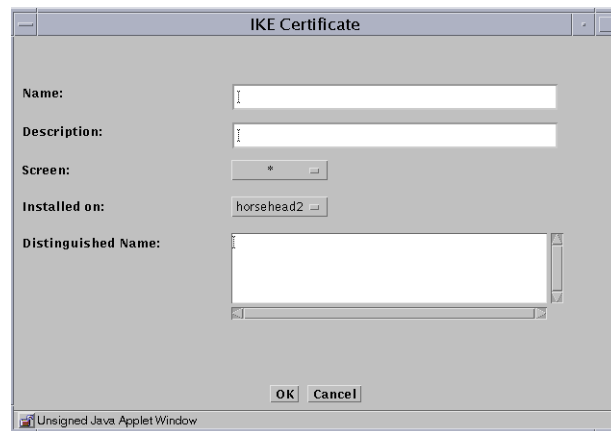 IKE Certificate
Name:
Description:
Screen: *
Installed on: horsehead2
Distinguished Name:
OK Cancel
Unsigned Java Applet Window